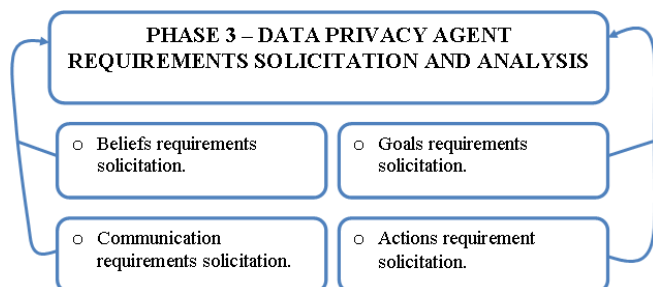 PHASE 3 – DATA PRIVACY AGENT
REQUIREMENTS SOLICITATION AND ANALYSIS
o Beliefs requirements
solicitation.
o Goals requirements
solicitation.
o Communication
requirements solicitation.
o Actions requirement
solicitation.